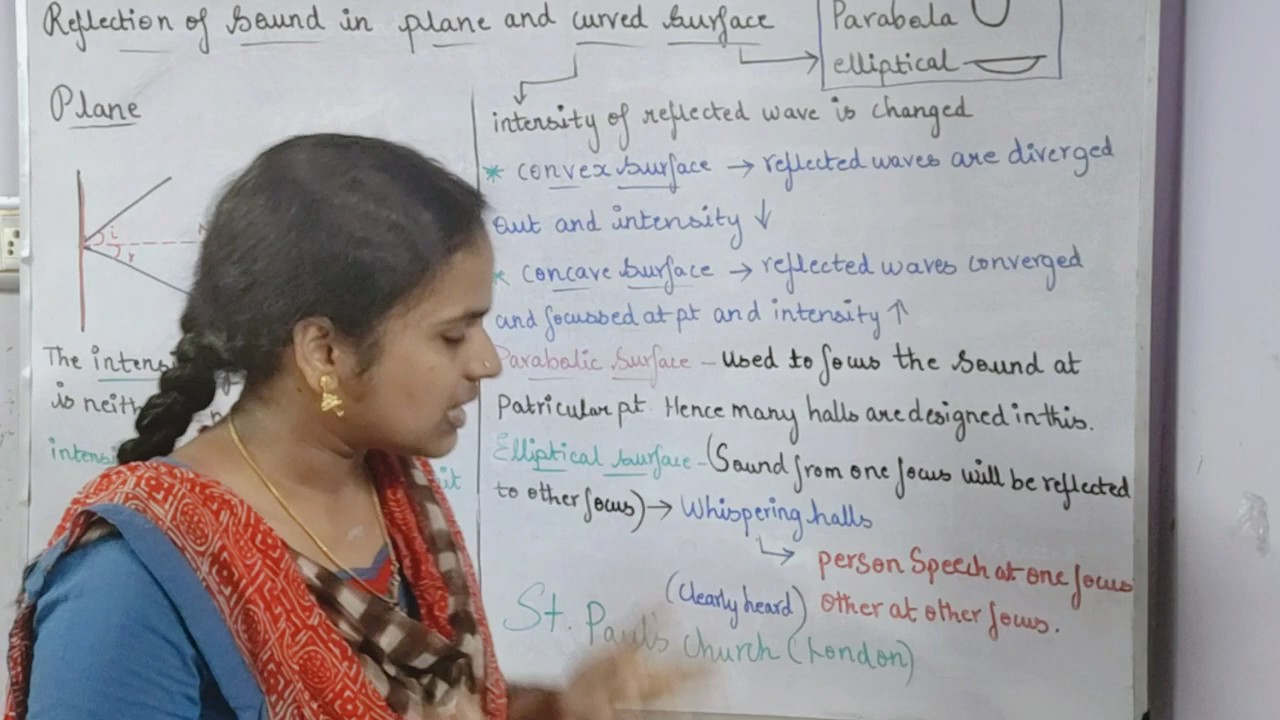 Reflection of sound in plane and curved surface
Parabola
elliptical
Plane
i
r
The intens
is neith
intens
intensity of reflected wave is changed
* convex surface → reflected waves are diverged
out and intensity ↓
* concave surface → reflected waves converged
and focussed at pt and intensity ↑
Parabolic surface - used to focus the sound at
Patricular pt. Hence many halls are designed in this.
Elliptical surface - (Sound from one focus will be reflected
to other focus) → Whispering halls
↳ person Speech at one focus
(clearly heard) other at other focus.
St. Paul's church (London)